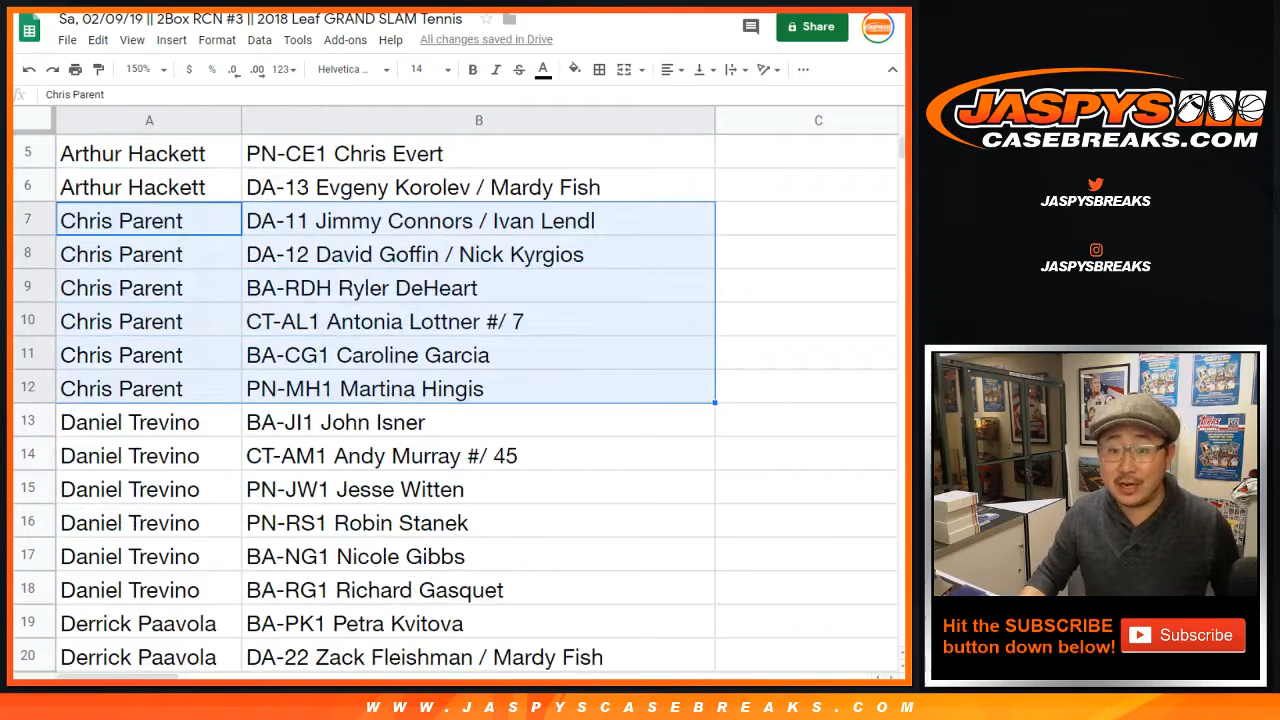 Sa, 02/09/19 || 2Box RCN #3 || 2018 Leaf GRAND SLAM Tennis
File Edit View Insert Format Data Tools Add-ons Help All changes saved in Drive
Share
150% $ % .0 .00 123 Helvetica ... 14 B I S A
fx Chris Parent
A B C
5 Arthur Hackett PN-CE1 Chris Evert
6 Arthur Hackett DA-13 Evgeny Korolev / Mardy Fish
7 Chris Parent DA-11 Jimmy Connors / Ivan Lendl
8 Chris Parent DA-12 David Goffin / Nick Kyrgios
9 Chris Parent BA-RDH Ryler DeHeart
10 Chris Parent CT-AL1 Antonia Lottner #/ 7
11 Chris Parent BA-CG1 Caroline Garcia
12 Chris Parent PN-MH1 Martina Hingis
13 Daniel Trevino BA-JI1 John Isner
14 Daniel Trevino CT-AM1 Andy Murray #/ 45
15 Daniel Trevino PN-JW1 Jesse Witten
16 Daniel Trevino PN-RS1 Robin Stanek
17 Daniel Trevino BA-NG1 Nicole Gibbs
18 Daniel Trevino BA-RG1 Richard Gasquet
19 Derrick Paavola BA-PK1 Petra Kvitova
20 Derrick Paavola DA-22 Zack Fleishman / Mardy Fish
JASPYS
CASEBREAKS.COM
JASPYSBREAKS
JASPYSBREAKS
Topps
Hit the SUBSCRIBE
button down below!
Subscribe
WWW.JASPYSCASEBREAKS.COM